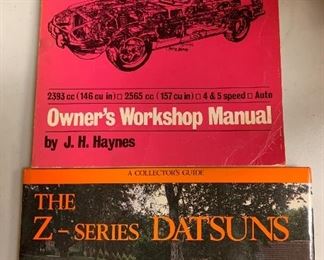 2393 cc (146 cu in) □ 2565 cc (157 cu in) □ 4 & 5 speed □ Auto
Owner's Workshop Manual
by J. H. Haynes
A COLLECTOR'S GUIDE
THE
Z-SERIES DATSUNS